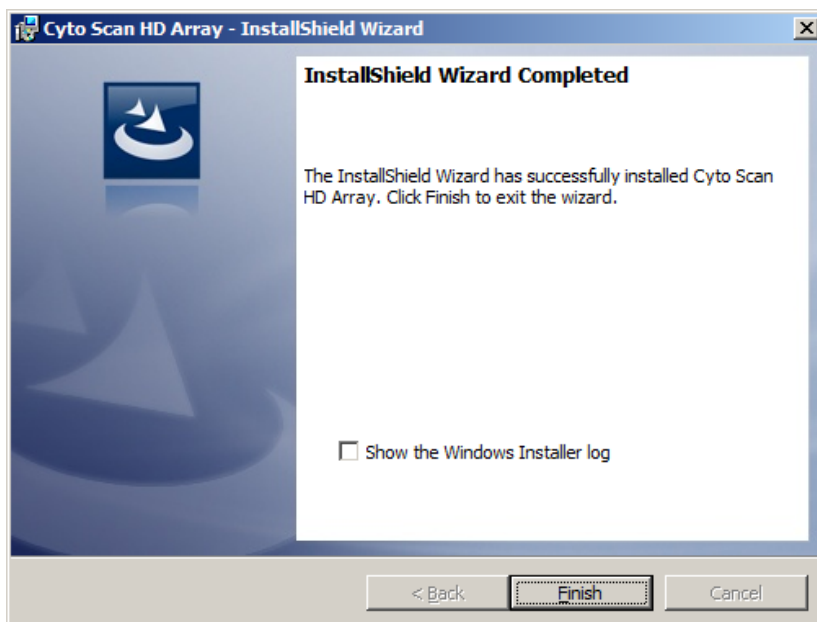 Cyto Scan HD Array - InstallShield Wizard
InstallShield Wizard Completed
The InstallShield Wizard has successfully installed Cyto Scan
HD Array. Click Finish to exit the wizard.
Show the Windows Installer log
< Back
Finish
Cancel